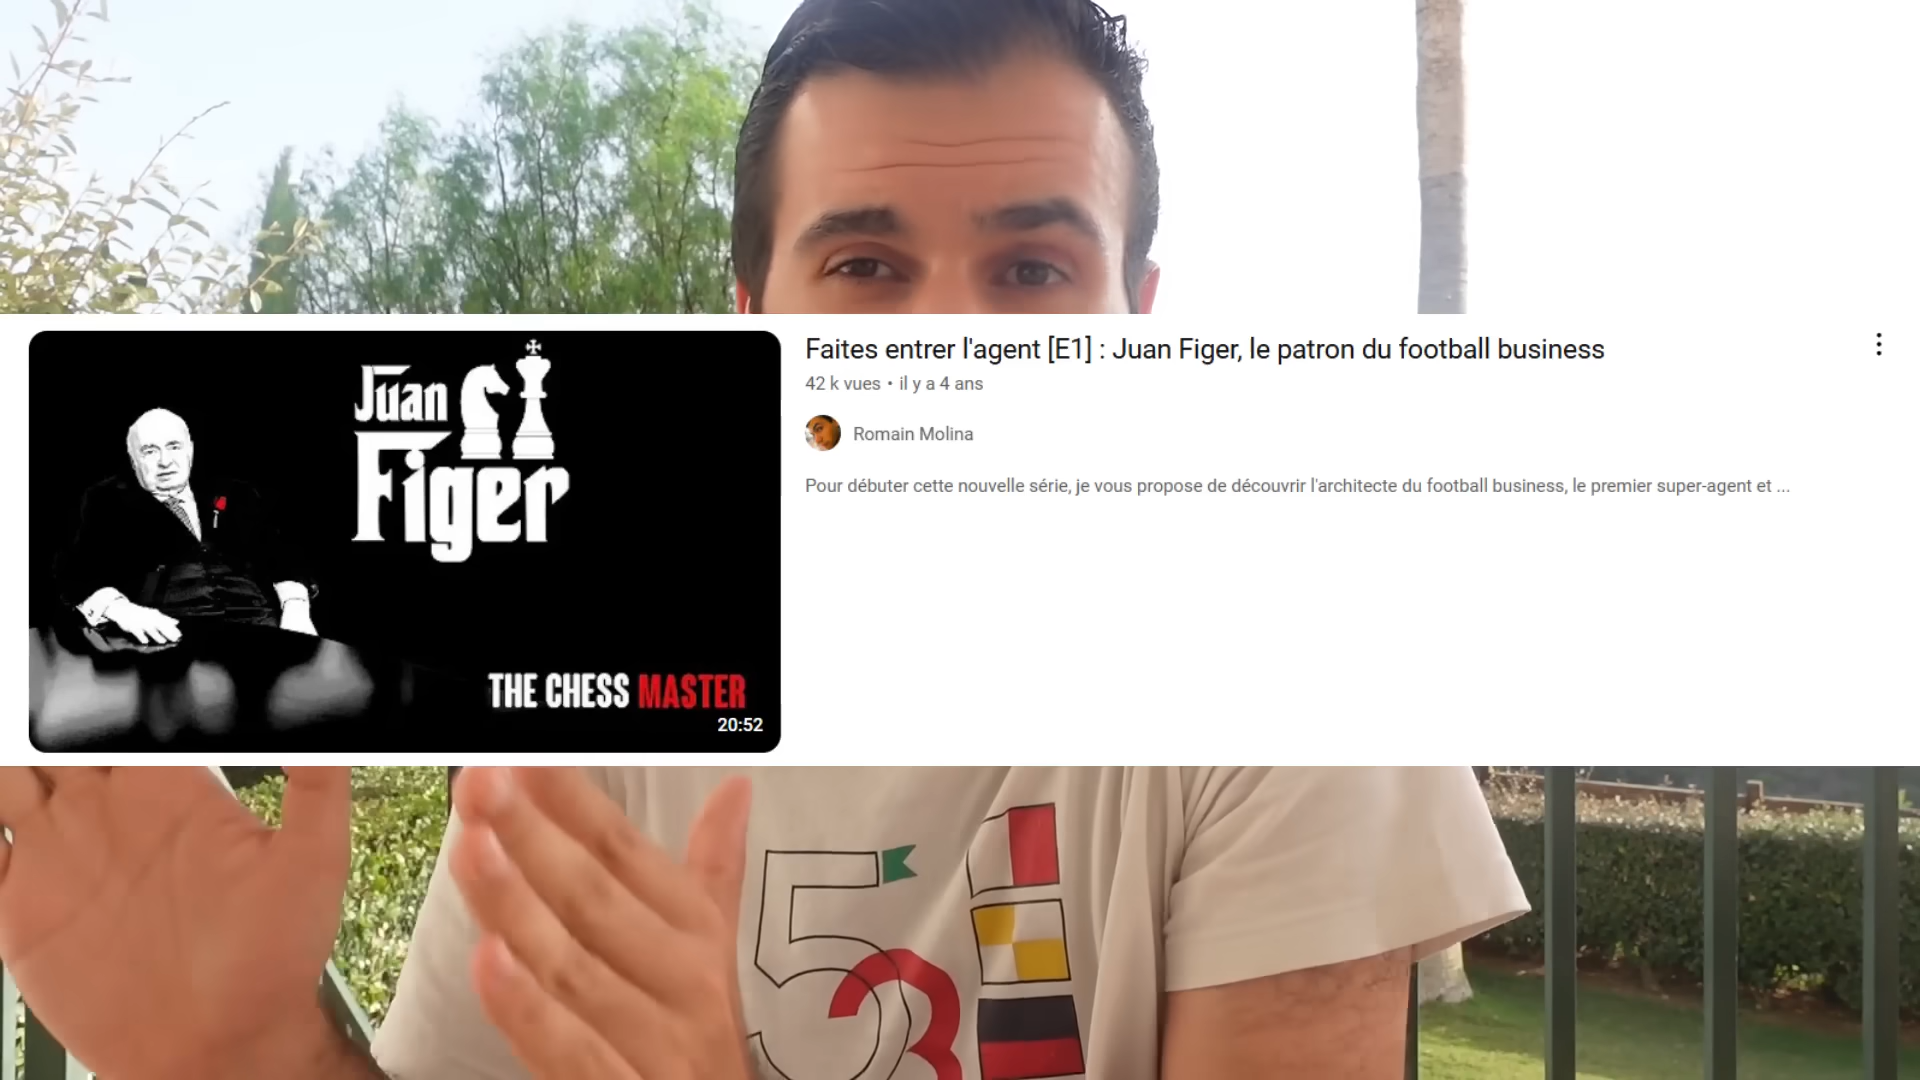 Juan
Figer
THE CHESS MASTER
20:52
Faites entrer l'agent [E1] : Juan Figer, le patron du football business
42 k vues • il y a 4 ans
Romain Molina
Pour débuter cette nouvelle série, je vous propose de découvrir l'architecte du football business, le premier super-agent et ...
53